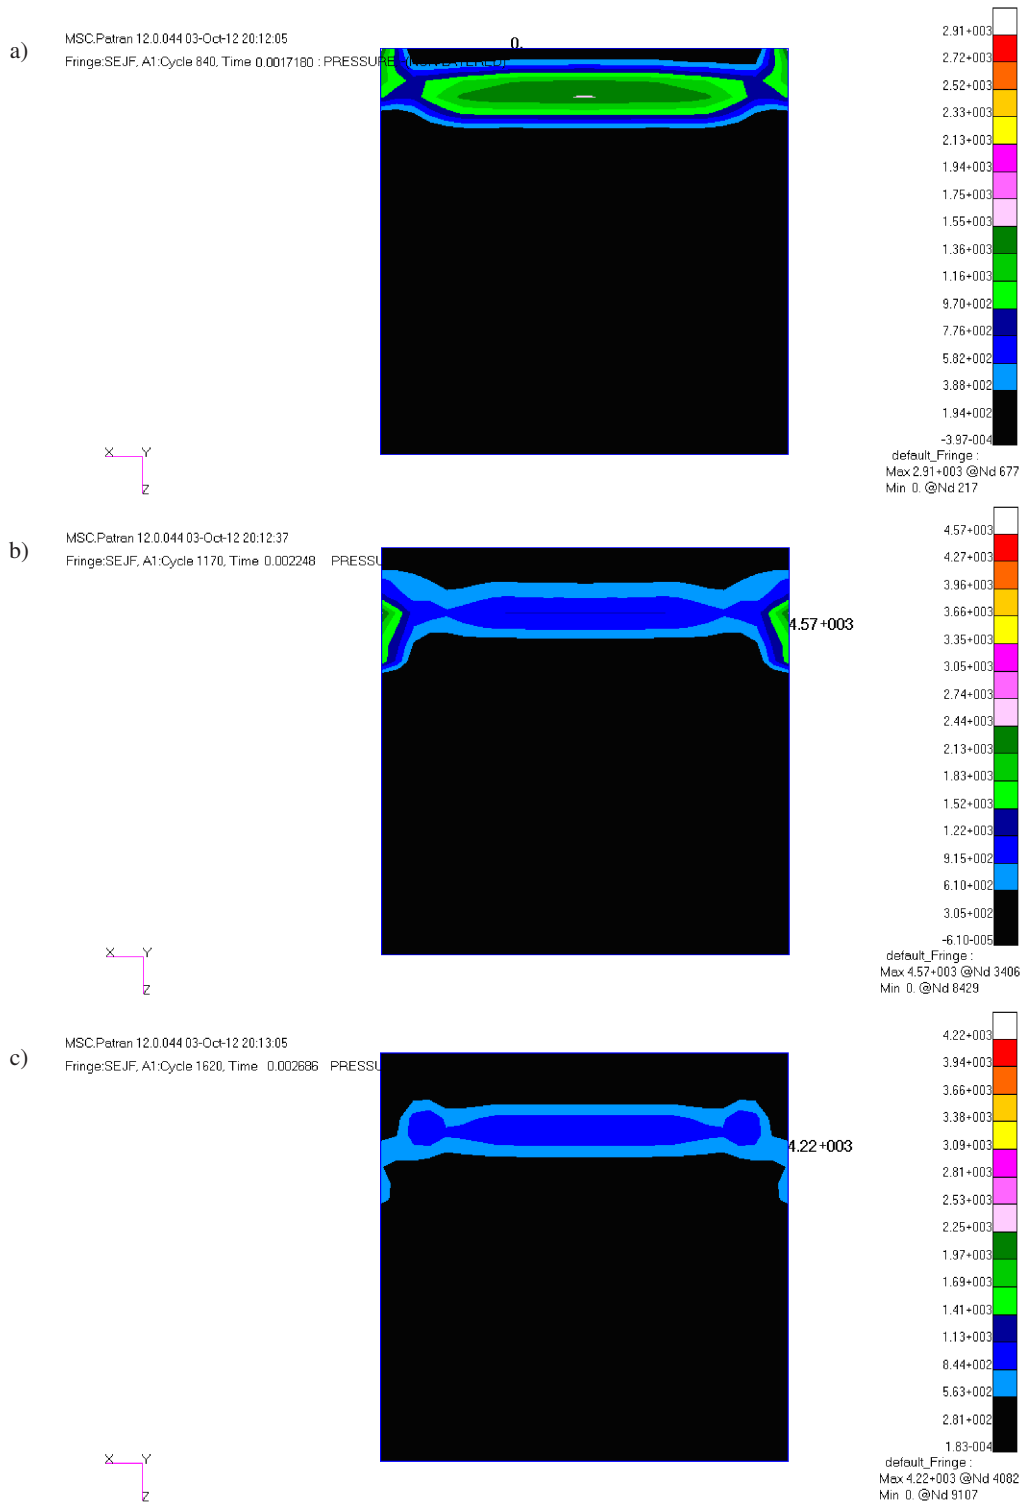 a)
MSC.Patran 12.0.044 03-Oct-12 20:12:05
Fringe:SEJF, A1:Cycle 840, Time 0.0017180 : PRESSURE
0.
2.91+003
2.72+003
2.52+003
2.33+003
2.13+003
1.94+003
1.75+003
1.55+003
1.36+003
1.16+003
9.70+002
7.76+002
5.82+002
3.88+002
1.94+002
-3.97-004
default_Fringe :
Max 2.91+003 @Nd 677
Min 0. @Nd 217
X Y
Z
b)
MSC.Patran 12.0.044 03-Oct-12 20:12:37
Fringe:SEJF, A1:Cycle 1170, Time 0.002248 PRESSU
4.57+003
4.57+003
4.27+003
3.96+003
3.66+003
3.35+003
3.05+003
2.74+003
2.44+003
2.13+003
1.83+003
1.52+003
1.22+003
9.15+002
6.10+002
3.05+002
-6.10-005
default_Fringe :
Max 4.57+003 @Nd 3406
Min 0. @Nd 8429
X Y
Z
c)
MSC.Patran 12.0.044 03-Oct-12 20:13:05
Fringe:SEJF, A1:Cycle 1620, Time 0.002686 PRESSU
4.22+003
4.22+003
3.94+003
3.66+003
3.38+003
3.09+003
2.81+003
2.53+003
2.25+003
1.97+003
1.69+003
1.41+003
1.13+003
8.44+002
5.63+002
2.81+002
1.83-004
default_Fringe :
Max 4.22+003 @Nd 4082
Min 0. @Nd 9107
X Y
Z